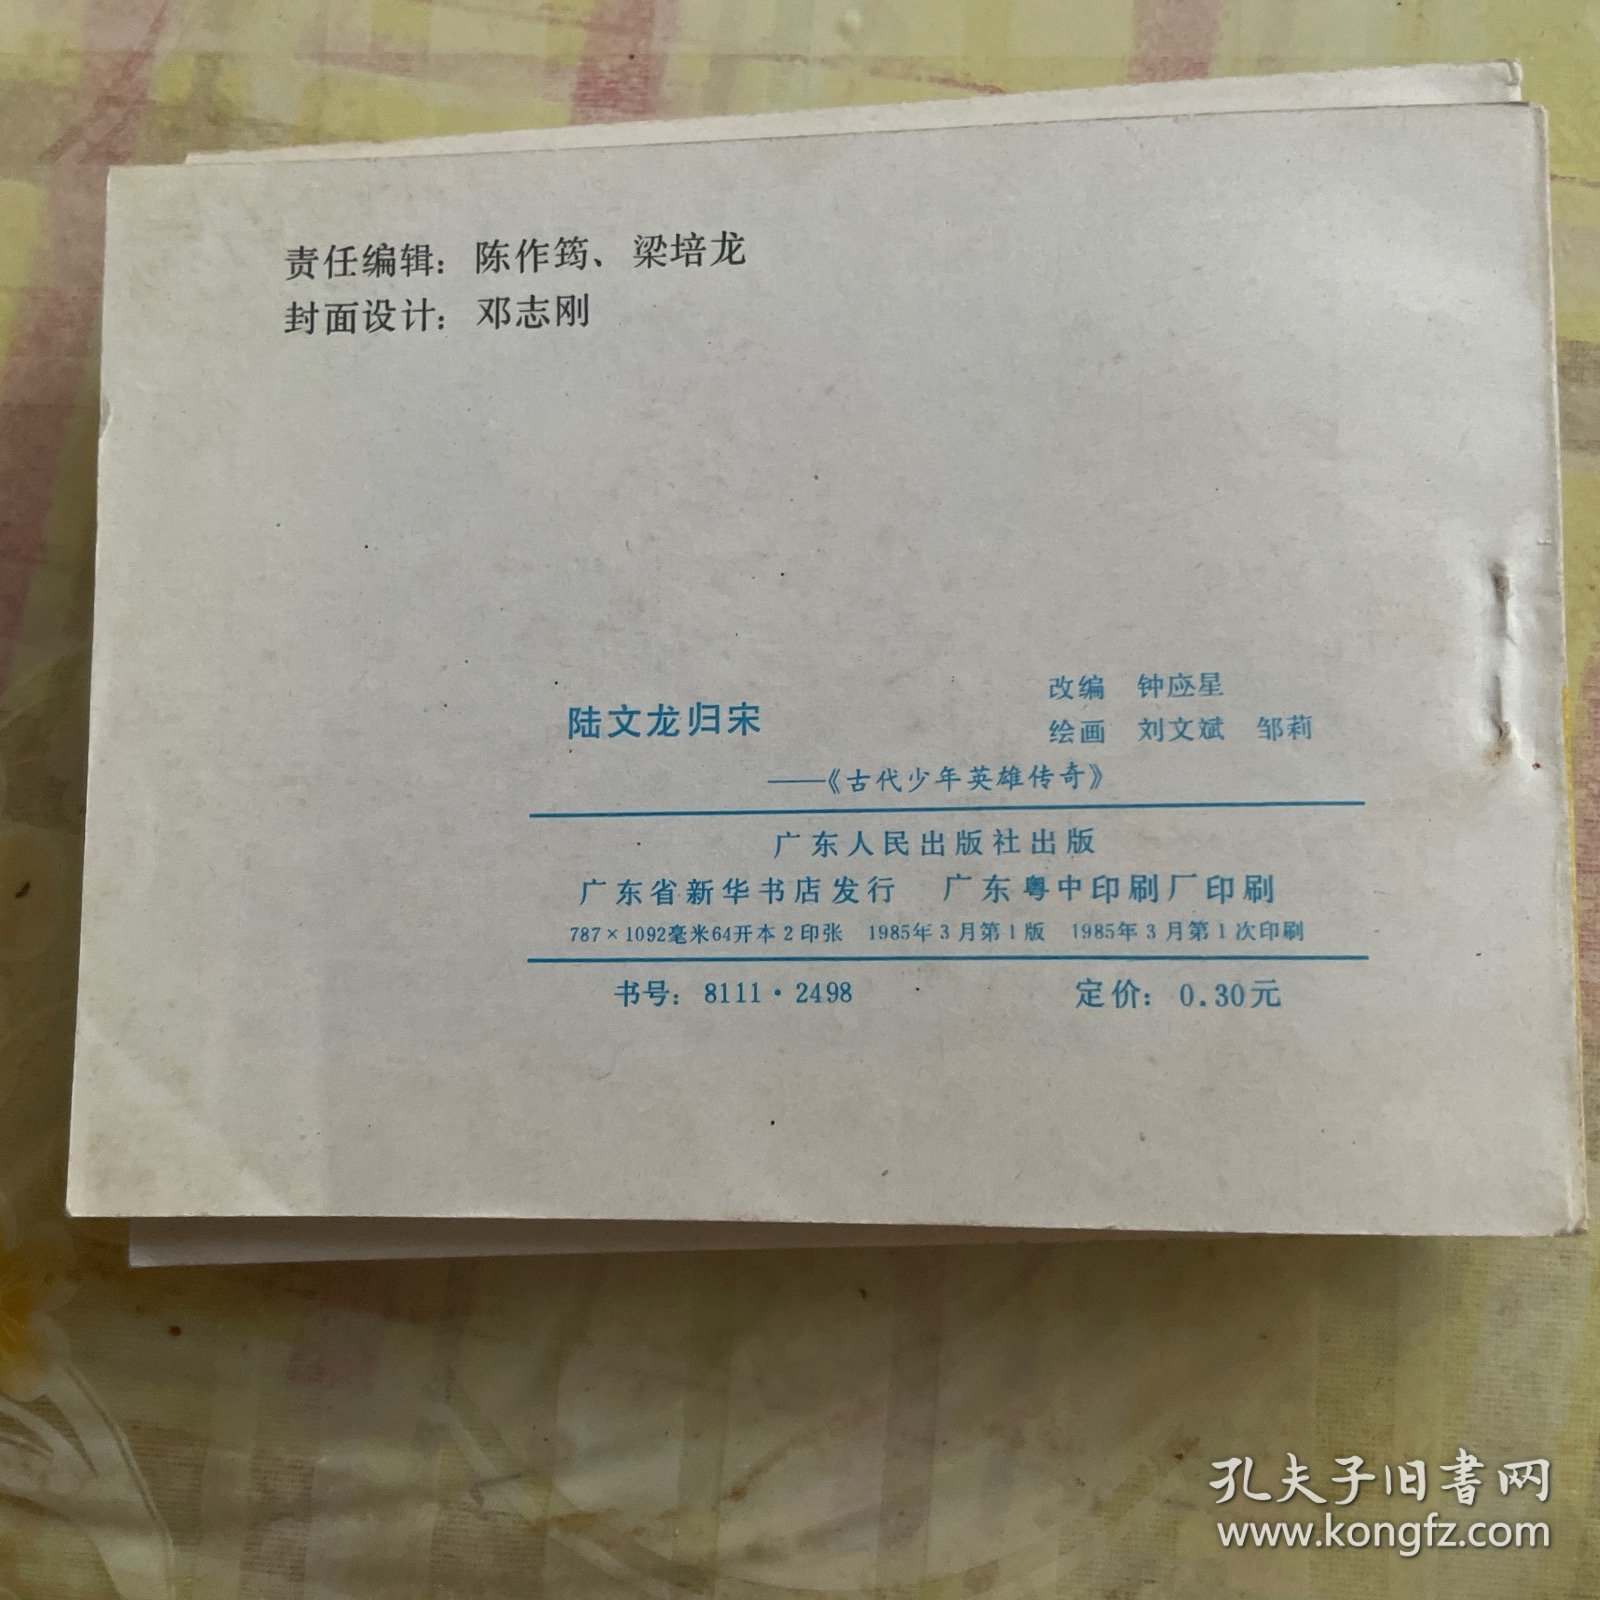 责任编辑：陈作筠、梁培龙
封面设计：邓志刚
陆文龙归宋
改编 钟应星
绘画 刘文斌 邹莉
——《古代少年英雄传奇》
广东人民出版社出版
广东省新华书店发行 广东粤中印刷厂印刷
787×1092毫米64开本2印张 1985年3月第1版 1985年3月第1次印刷
书号：8111·2498 定价：0.30元
孔夫子旧书网
www.kongfz.com